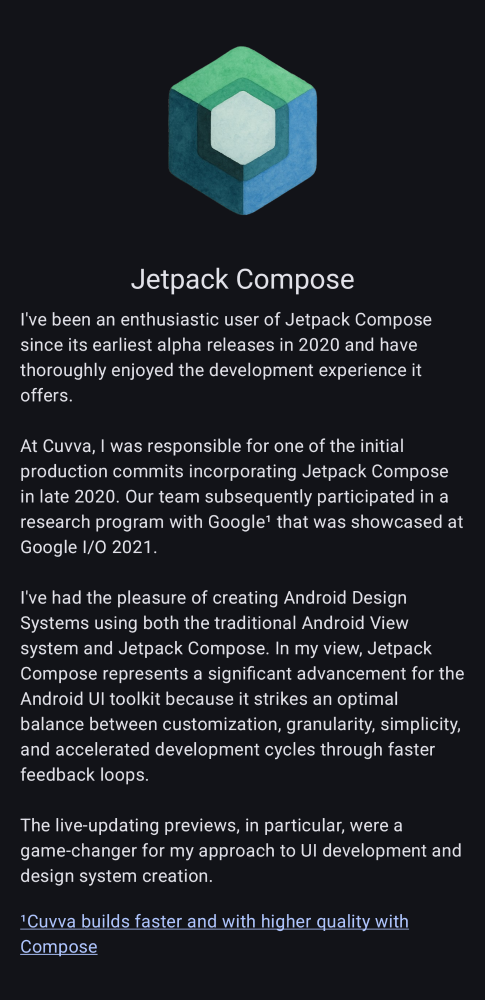 Jetpack Compose
I've been an enthusiastic user of Jetpack Compose
since its earliest alpha releases in 2020 and have
thoroughly enjoyed the development experience it
offers.
At Cuvva, I was responsible for one of the initial
production commits incorporating Jetpack Compose
in late 2020. Our team subsequently participated in a
research program with Google¹ that was showcased at
Google I/O 2021.
I've had the pleasure of creating Android Design
Systems using both the traditional Android View
system and Jetpack Compose. In my view, Jetpack
Compose represents a significant advancement for the
Android UI toolkit because it strikes an optimal
balance between customization, granularity, simplicity,
and accelerated development cycles through faster
feedback loops.
The live-updating previews, in particular, were a
game-changer for my approach to UI development and
design system creation.
¹Cuvva builds faster and with higher quality with
Compose